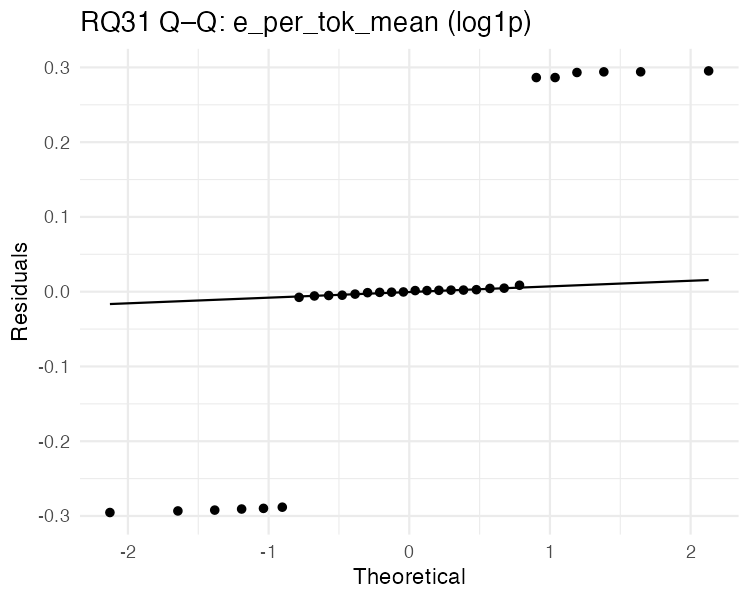 RQ31 Q–Q: e_per_tok_mean (log1p)
Residuals
0.3
0.2
0.1
0.0
-0.1
-0.2
-0.3
-2 -1 0 1 2
Theoretical